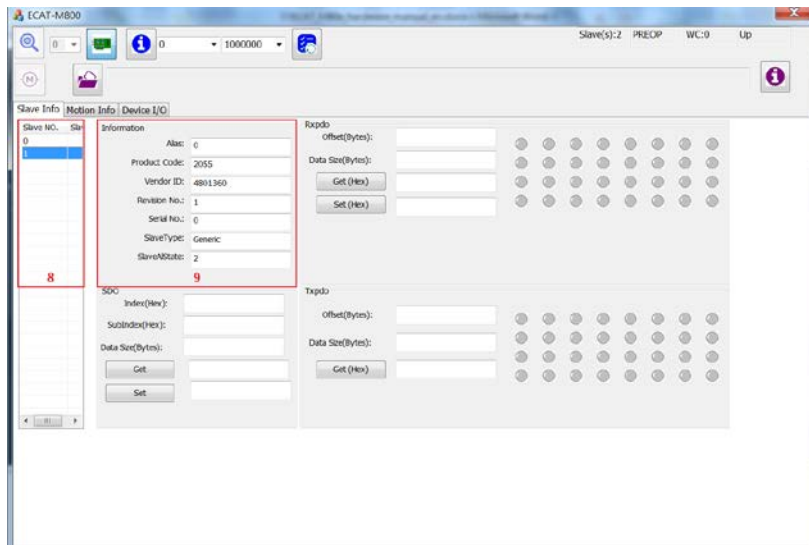 ECAT-M800
0
0
1000000
Slave(s):2 PREOP WC:0 Up
Slave Info Motion Info Device I/O
Slave NO.
0
1
8
Information
Alias: 0
Product Code: 2055
Vendor ID: 4801360
Revision No.: 1
Serial No.: 0
SlaveType: Generic
SlaveAlState: 2
9
Rxpdo
Offset(Bytes):
Data Size(Bytes):
Get (Hex)
Set (Hex)
SDO
Index(Hex):
SubIndex(Hex):
Data Size(Bytes):
Get
Set
Txpdo
Offset(Bytes):
Data Size(Bytes):
Get (Hex)